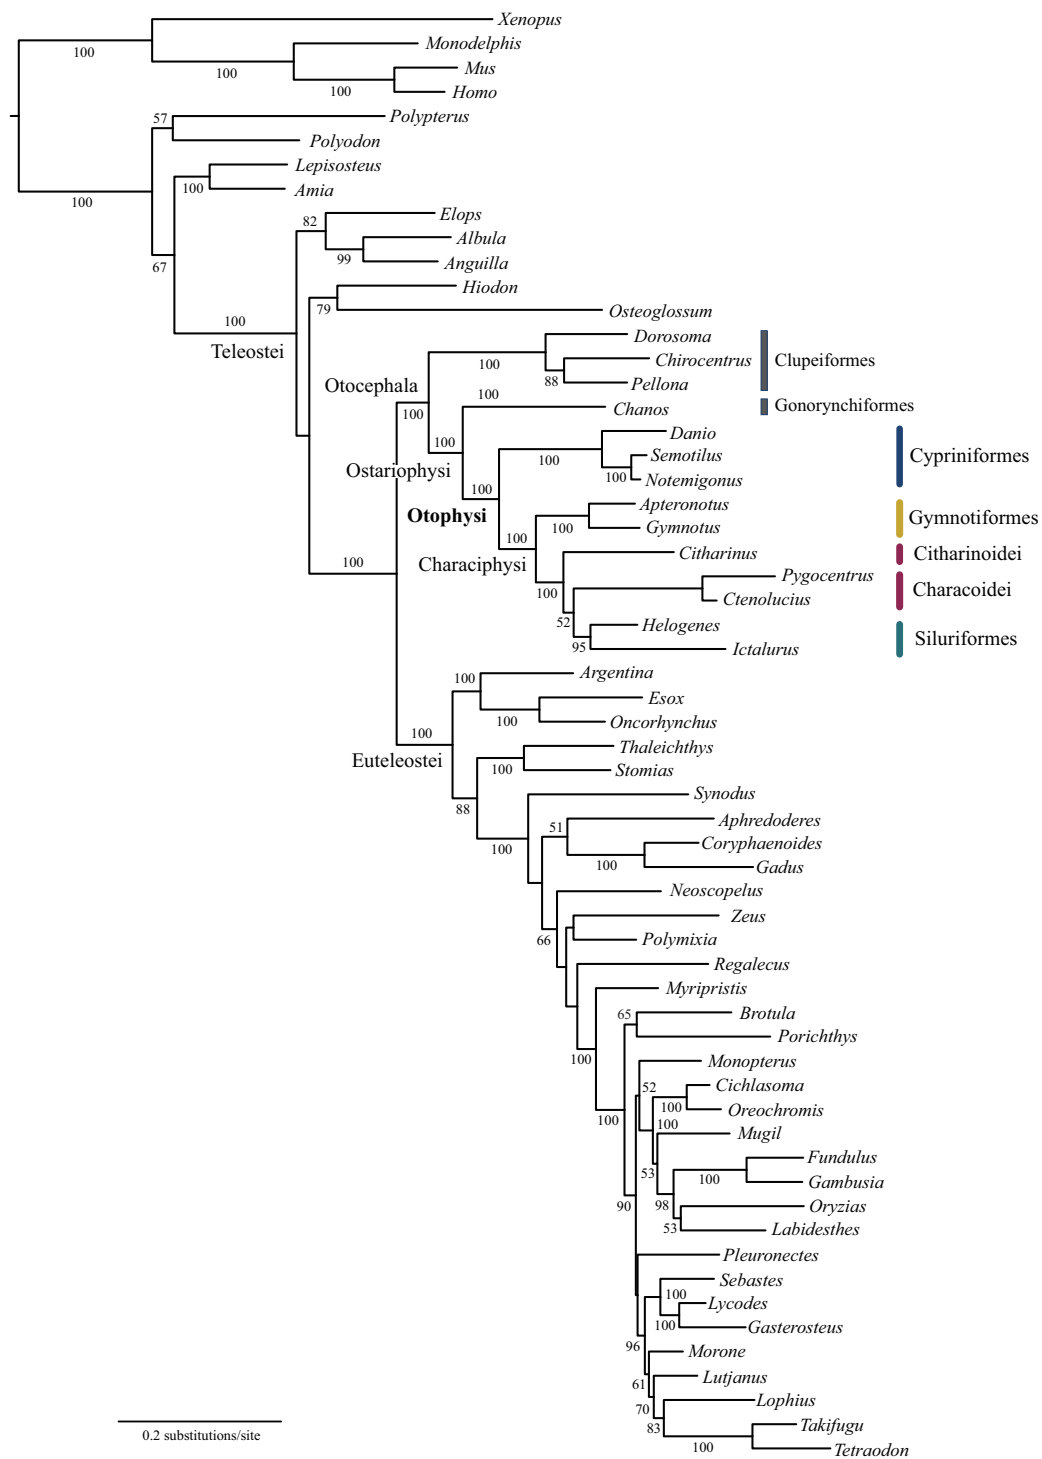 Xenopus
Monodelphis
100
Mus
100
100
Homo
Polypterus
57
Polyodon
Lepisosteus
100
Amia
100
Elops
82
Albula
99
Anguilla
67
Hiodon
79
Osteoglossum
100
Teleostei
Dorosoma
Chirocentrus
100
Clupeiformes
88
Pellona
Otocephala
100
Chanos
Gonorynchiformes
100
Danio
100
Semotilus
100
Cypriniformes
Ostariophysi
100
Notemigonus
100
Apteronotus
Otophysi
100
Gymnotus
Gymnotiformes
100
Citharinus
Citharinoidei
100
Characiphysi
Pygocentrus
100
Ctenolucius
Characoidei
52
Helogenes
Siluriformes
95
Ictalurus
Argentina
100
Esox
100
Oncorhynchus
100
Thaleichthys
Euteleostei
100
Stomias
Synodus
88
Aphredoderes
51
Coryphaenoides
100
100
Gadus
Neoscopelus
Zeus
66
Polymixia
Regalecus
Myripristis
Brotula
65
Porichthys
100
Monopterus
52
Cichlasoma
100
Oreochromis
100
100
Mugil
Fundulus
53
100
Gambusia
98
Oryzias
90
53
Labidesthes
Pleuronectes
Sebastes
100
Lycodes
100
Gasterosteus
96
Morone
61
Lutjanus
70
Lophius
83
Takifugu
0.2 substitutions/site
100
Tetraodon